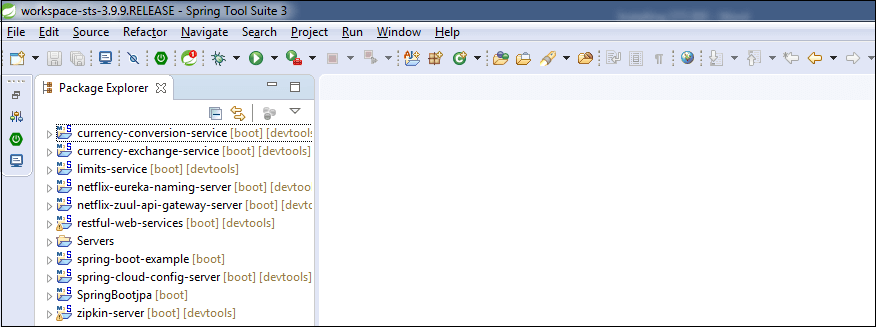 workspace-sts-3.9.9.RELEASE - Spring Tool Suite 3
File Edit Source Refactor Navigate Search Project Run Window Help
Package Explorer
currency-conversion-service [boot] [devtools
currency-exchange-service [boot] [devtools]
limits-service [boot] [devtools]
netflix-eureka-naming-server [boot] [devtools
netflix-zuul-api-gateway-server [boot] [devto
restful-web-services [boot] [devtools]
Servers
spring-boot-example [boot]
spring-cloud-config-server [boot] [devtools]
SpringBootjpa [boot]
zipkin-server [boot] [devtools]